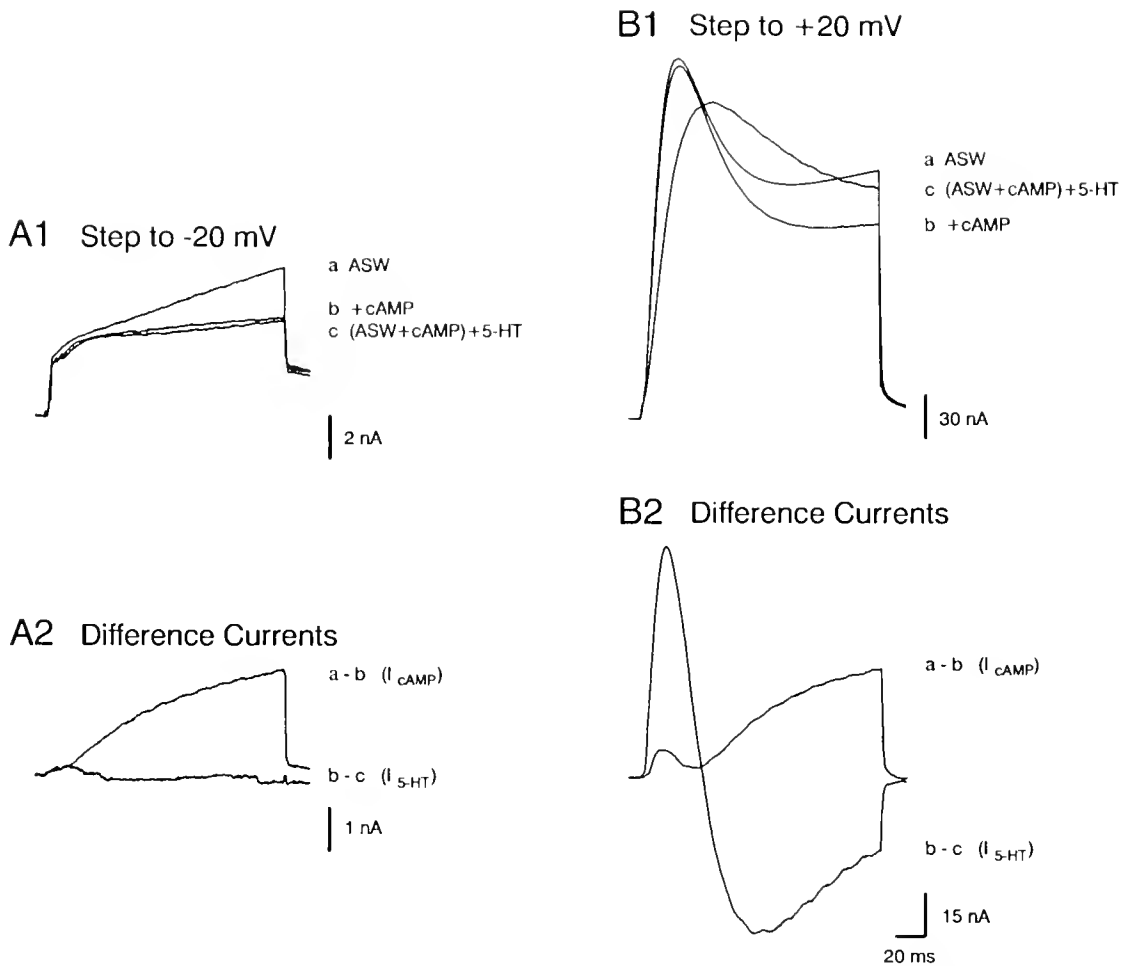 A1 Step to -20 mV
a ASW
b +cAMP
c (ASW+cAMP)+5-HT
2 nA
A2 Difference Currents
a - b (I cAMP)
b - c (I 5-HT)
1 nA
B1 Step to +20 mV
a ASW
c (ASW+cAMP)+5-HT
b +cAMP
30 nA
B2 Difference Currents
a - b (I cAMP)
b - c (I 5-HT)
15 nA
20 ms